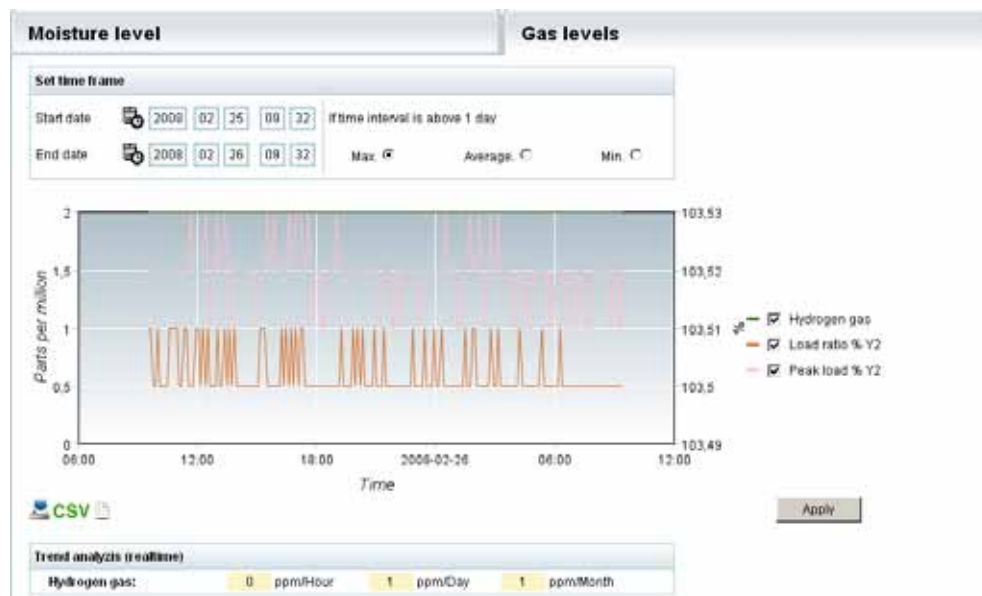 Moisture level Gas levels
Set time frame
Start date 2008 02 25 09 32 If time interval is above 1 day
End date 2008 02 26 09 32 Max. Average. Min.
2 103,53
1,5 103,52
1 103,51
0,5 103,5
0 103,49
Parts per million
%
06:00 12:00 18:00 2008-02-26 06:00 12:00
Time
Hydrogen gas
Load ratio % Y2
Peak load % Y2
CSV
Apply
Trend analyzis (realtime)
Hydrogen gas: 0 ppm/Hour 1 ppm/Day 1 ppm/Month